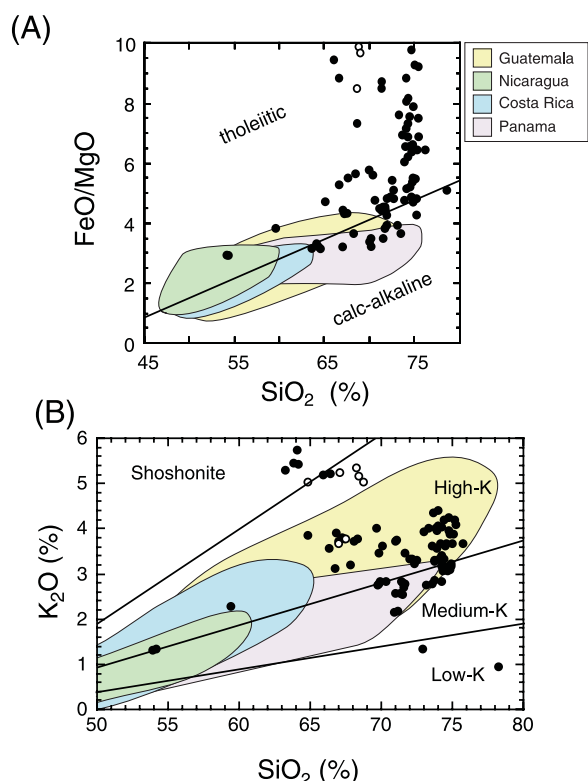 (A)
10
8
6
4
2
0
FeO/MgO
tholeiitic
calc-alkaline
45 55 65 75
SiO2 (%)
Guatemala
Nicaragua
Costa Rica
Panama
(B)
6
5
4
3
2
1
0
K2O (%)
Shoshonite
High-K
Medium-K
Low-K
50 55 60 65 70 75 80
SiO2 (%)